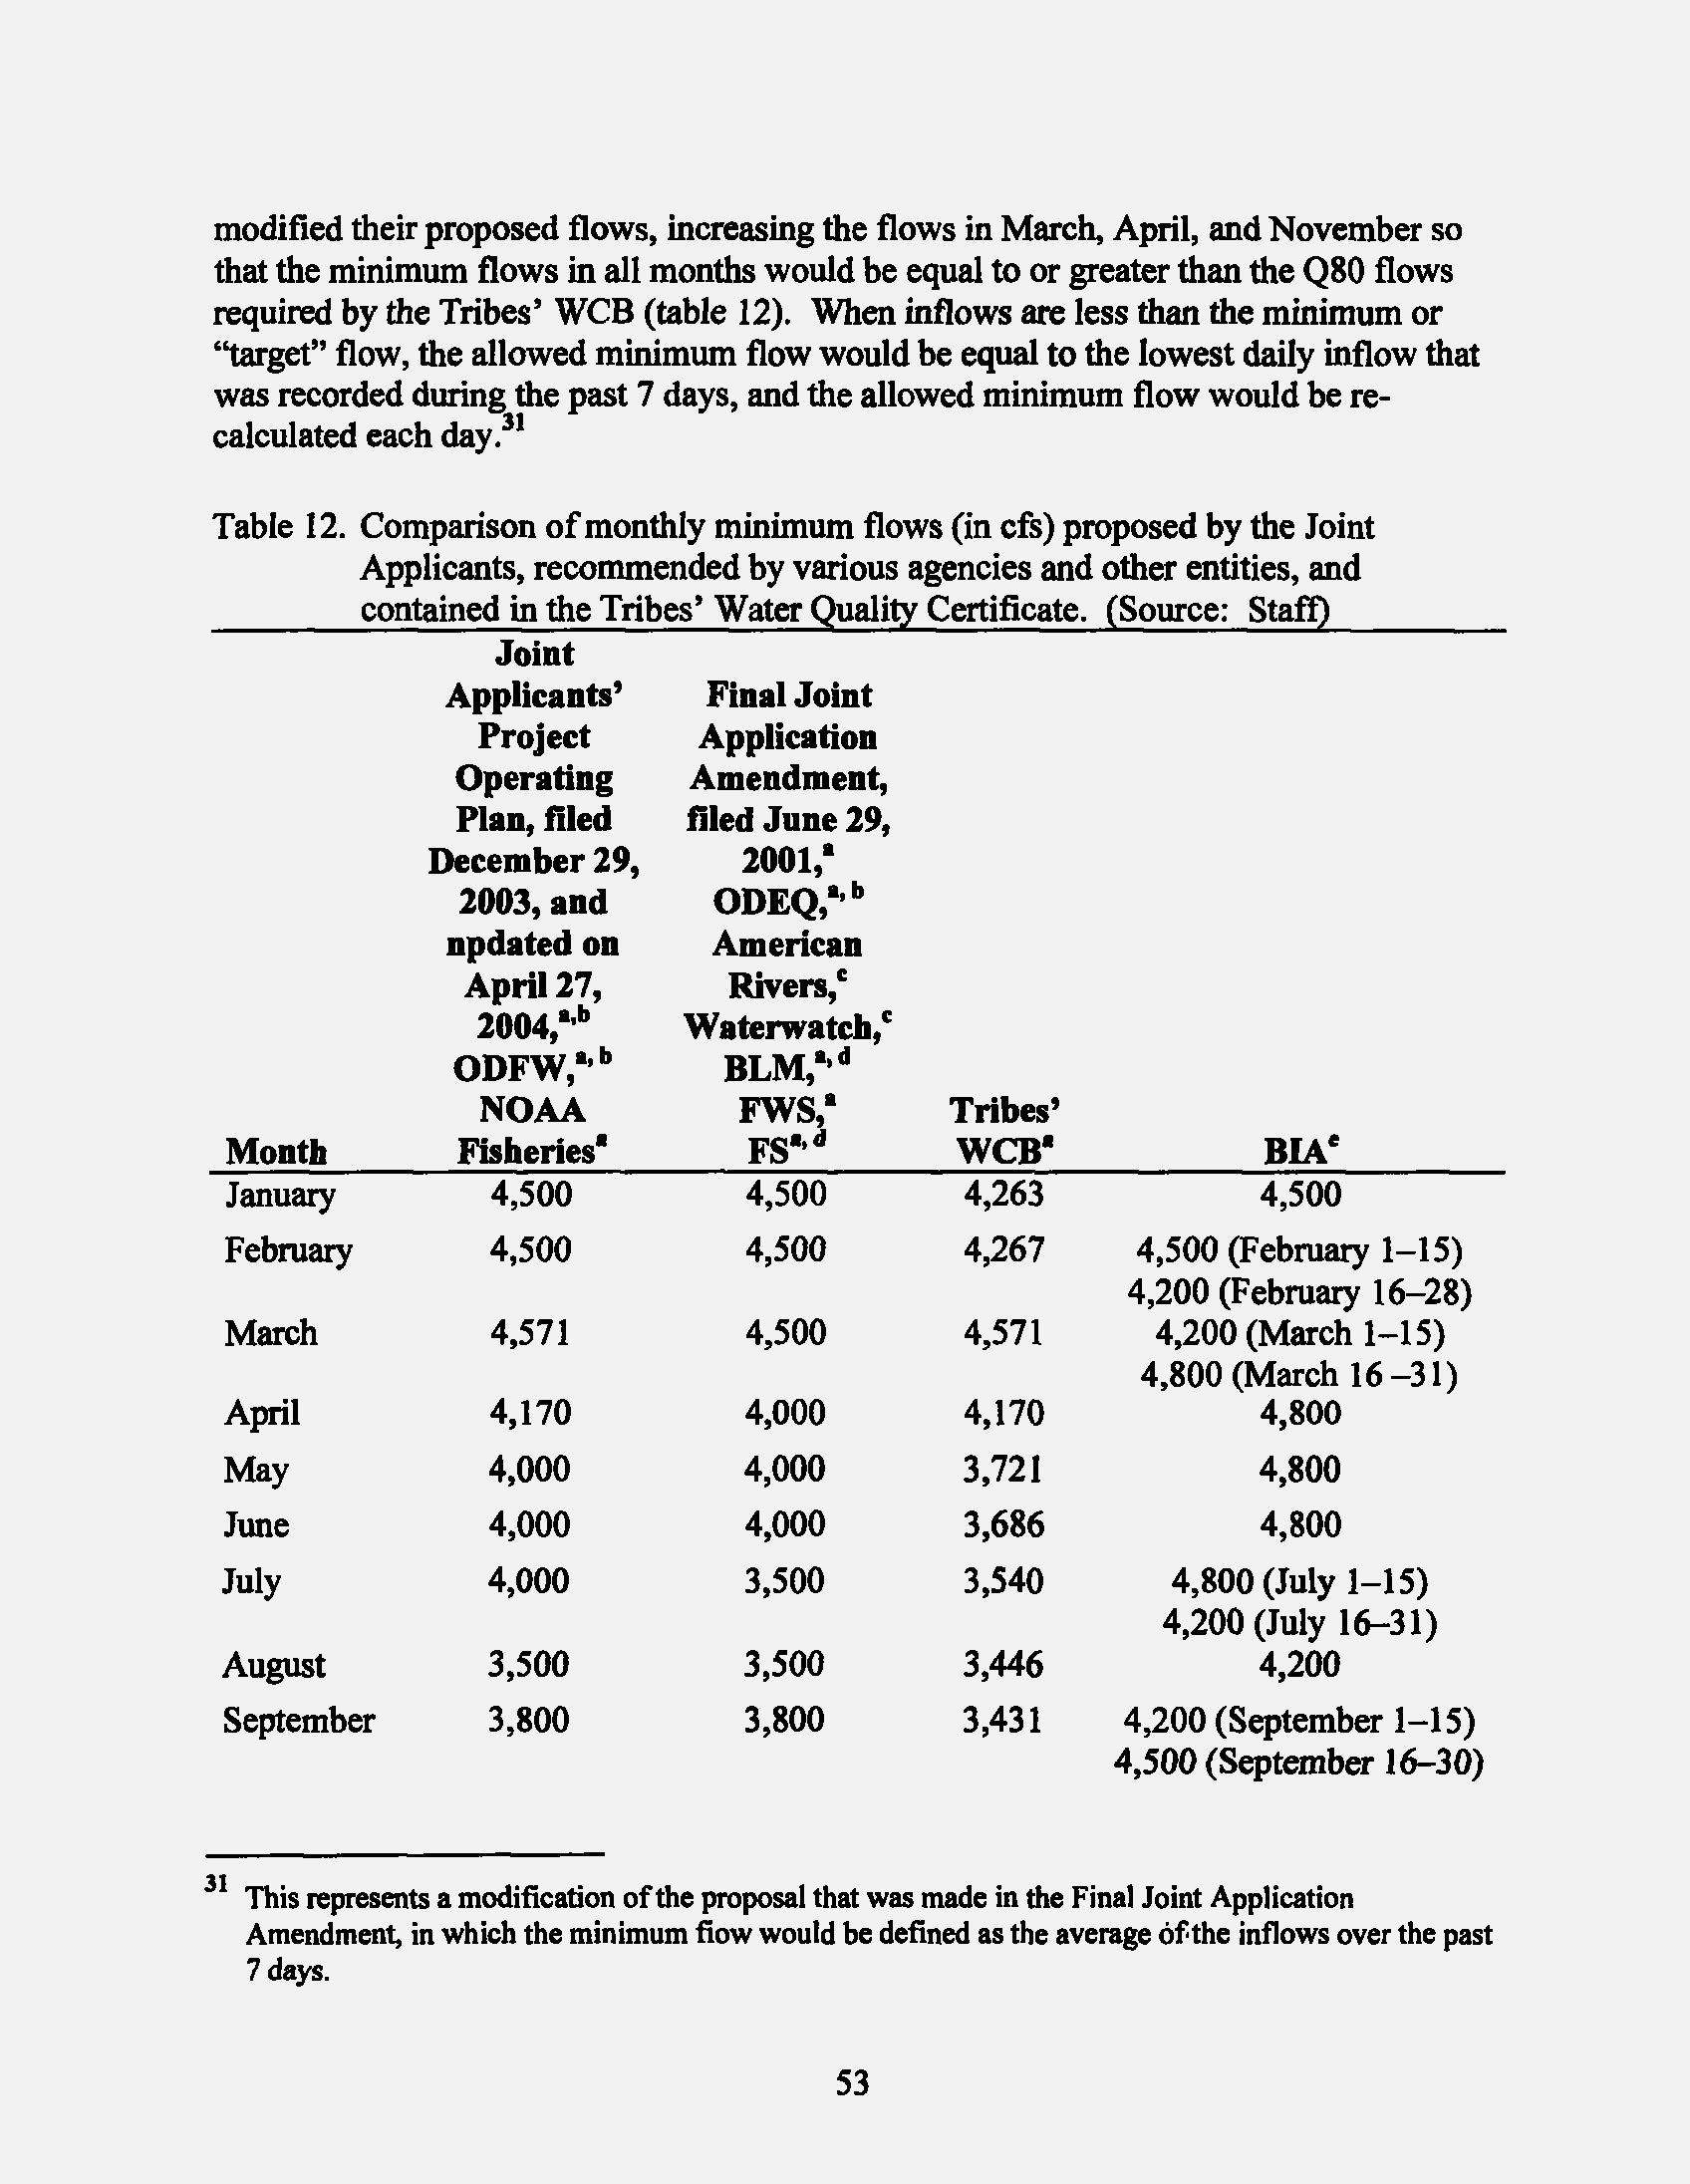 modified their proposed flows, increasing the flows in March, April, and November so
that the minimum flows in all months would be equal to or greater than the Q80 flows
required by the Tribes’ WCB (table 12).  When inflows are less than the minimum or
“target” flow, the allowed minimum flow would be equal to the lowest daily inflow that
was recorded during the past 7 days, and the allowed minimum flow would be re-
calculated each day.31
Table 12. Comparison of monthly minimum flows (in cfs) proposed by the Joint
Applicants, recommended by various agencies and other entities, and
contained in the Tribes’ Water Quality Certificate.  (Source:  Staff)
Joint
Applicants’ Final Joint
Project Application
Operating Amendment,
Plan, filed filed June 29,
December 29, 2001,a
2003, and ODEQ,a, b
npdated on American
April 27, Rivers,c
2004,a,b Waterwatch,c
ODFW,a, b BLM,a, d
NOAA FWS,a Tribes’
Month Fisheriesa FSa, d WCBa BIAe
January 4,500 4,500 4,263 4,500
February 4,500 4,500 4,267 4,500 (February 1–15)
4,200 (February 16–28)
March 4,571 4,500 4,571 4,200 (March 1–15)
4,800 (March 16 –31)
April 4,170 4,000 4,170 4,800
May 4,000 4,000 3,721 4,800
June 4,000 4,000 3,686 4,800
July 4,000 3,500 3,540 4,800 (July 1–15)
4,200 (July 16–31)
August 3,500 3,500 3,446 4,200
September 3,800 3,800 3,431 4,200 (September 1–15)
4,500 (September 16–30)
31 This represents a modification of the proposal that was made in the Final Joint Application
Amendment, in which the minimum flow would be defined as the average of the inflows over the past
7 days.
53